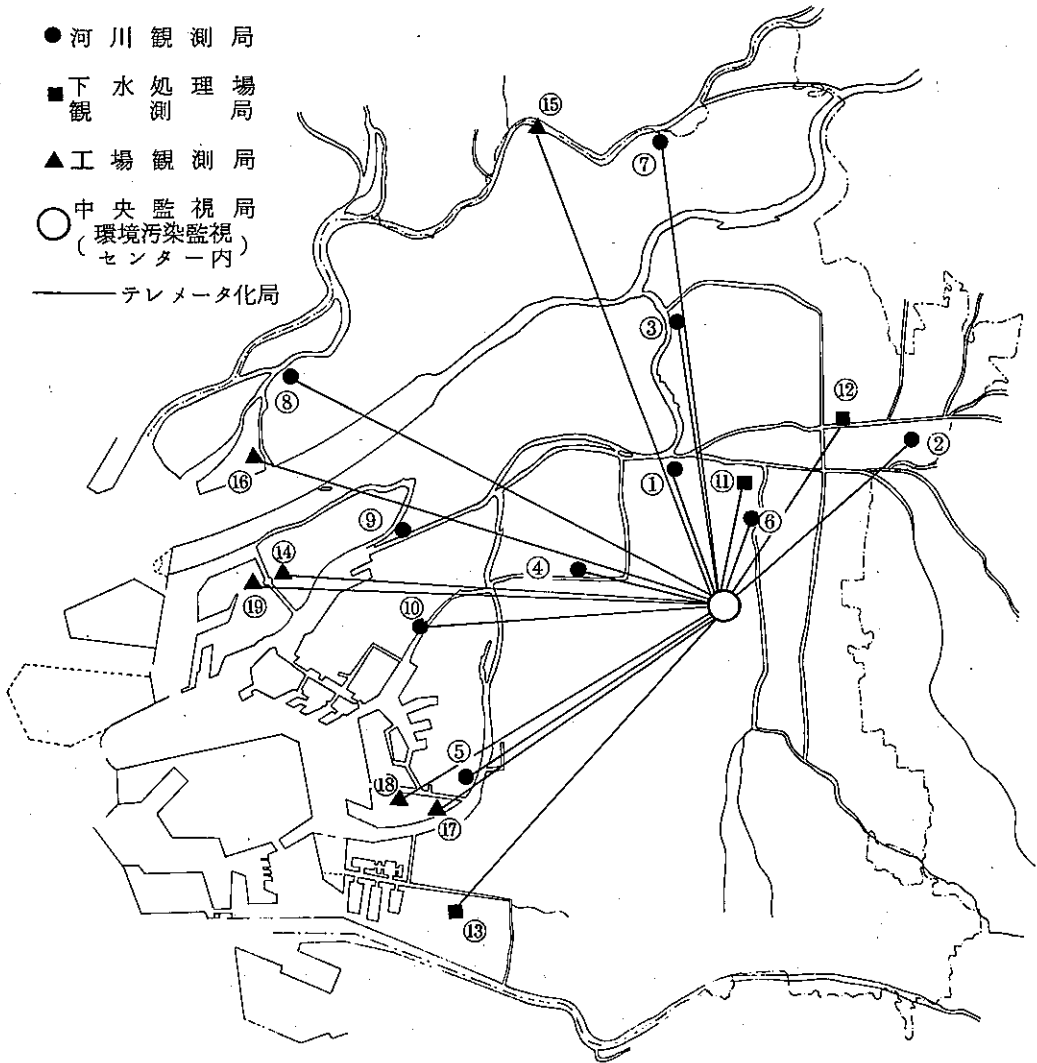 ●河川観測局
■下水処理場
観測局
▲工場観測局
○中央監視局
(環境汚染監視
センター内)
テレメータ化局
⑮
⑦
③
⑧
⑫
②
⑯
①
⑪
⑥
⑨
⑭
④
⑲
⑩
⑤
⑱
⑰
⑬